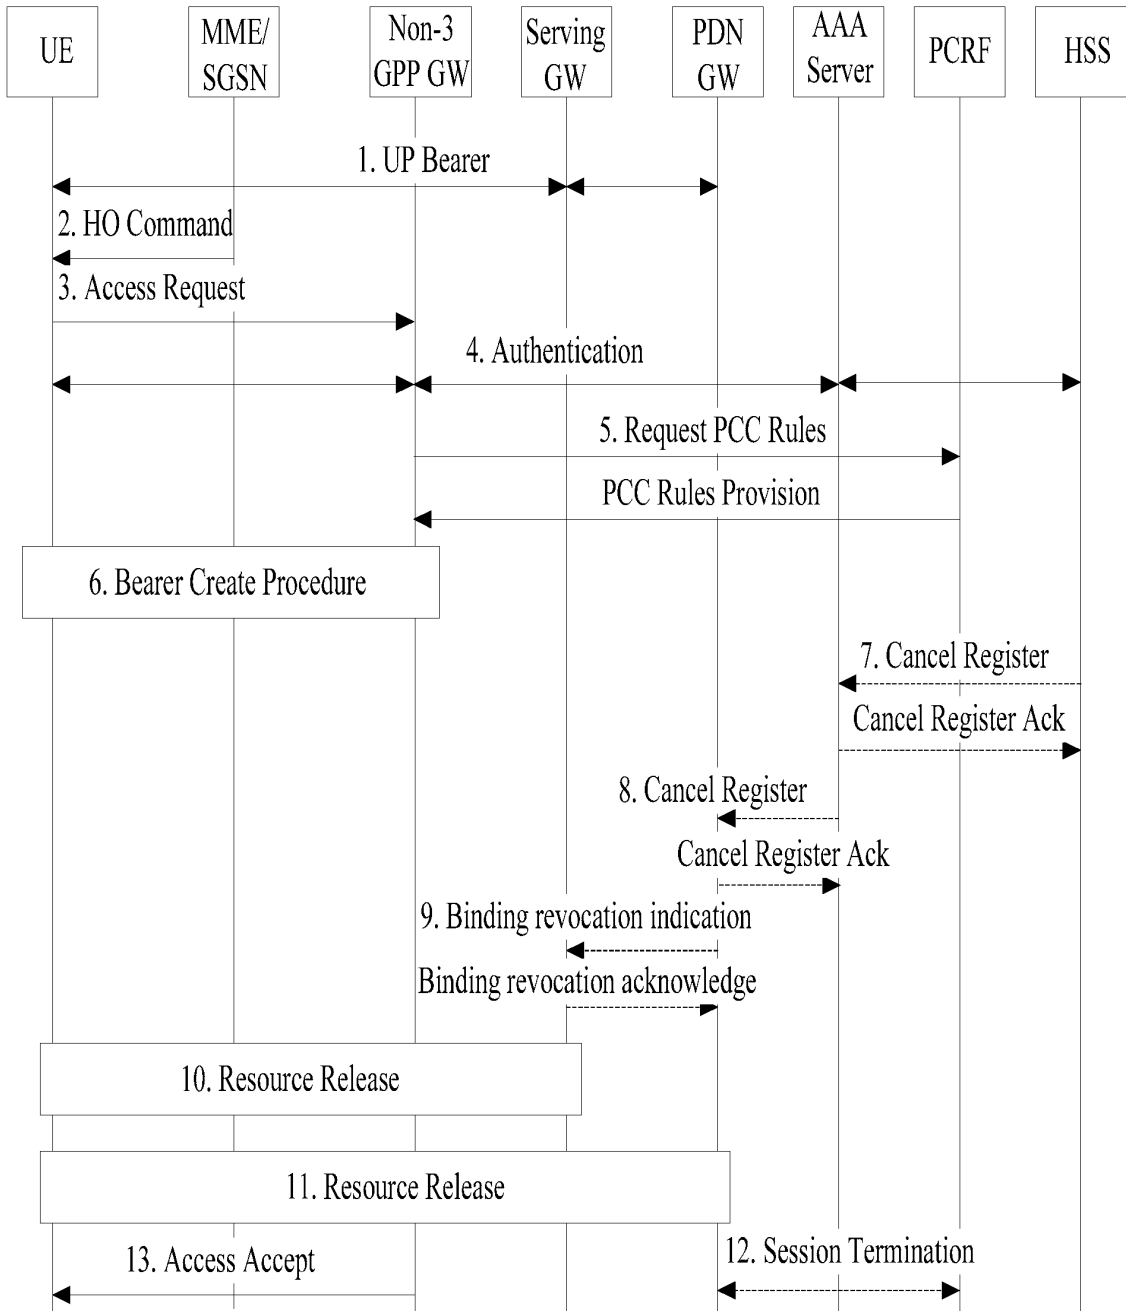 UE
MME/
SGSN
Non-3
GPP GW
Serving
GW
PDN
GW
AAA
Server
PCRF
HSS
1. UP Bearer
2. HO Command
3. Access Request
4. Authentication
5. Request PCC Rules
PCC Rules Provision
6. Bearer Create Procedure
7. Cancel Register
Cancel Register Ack
8. Cancel Register
Cancel Register Ack
9. Binding revocation indication
Binding revocation acknowledge
10. Resource Release
11. Resource Release
12. Session Termination
13. Access Accept